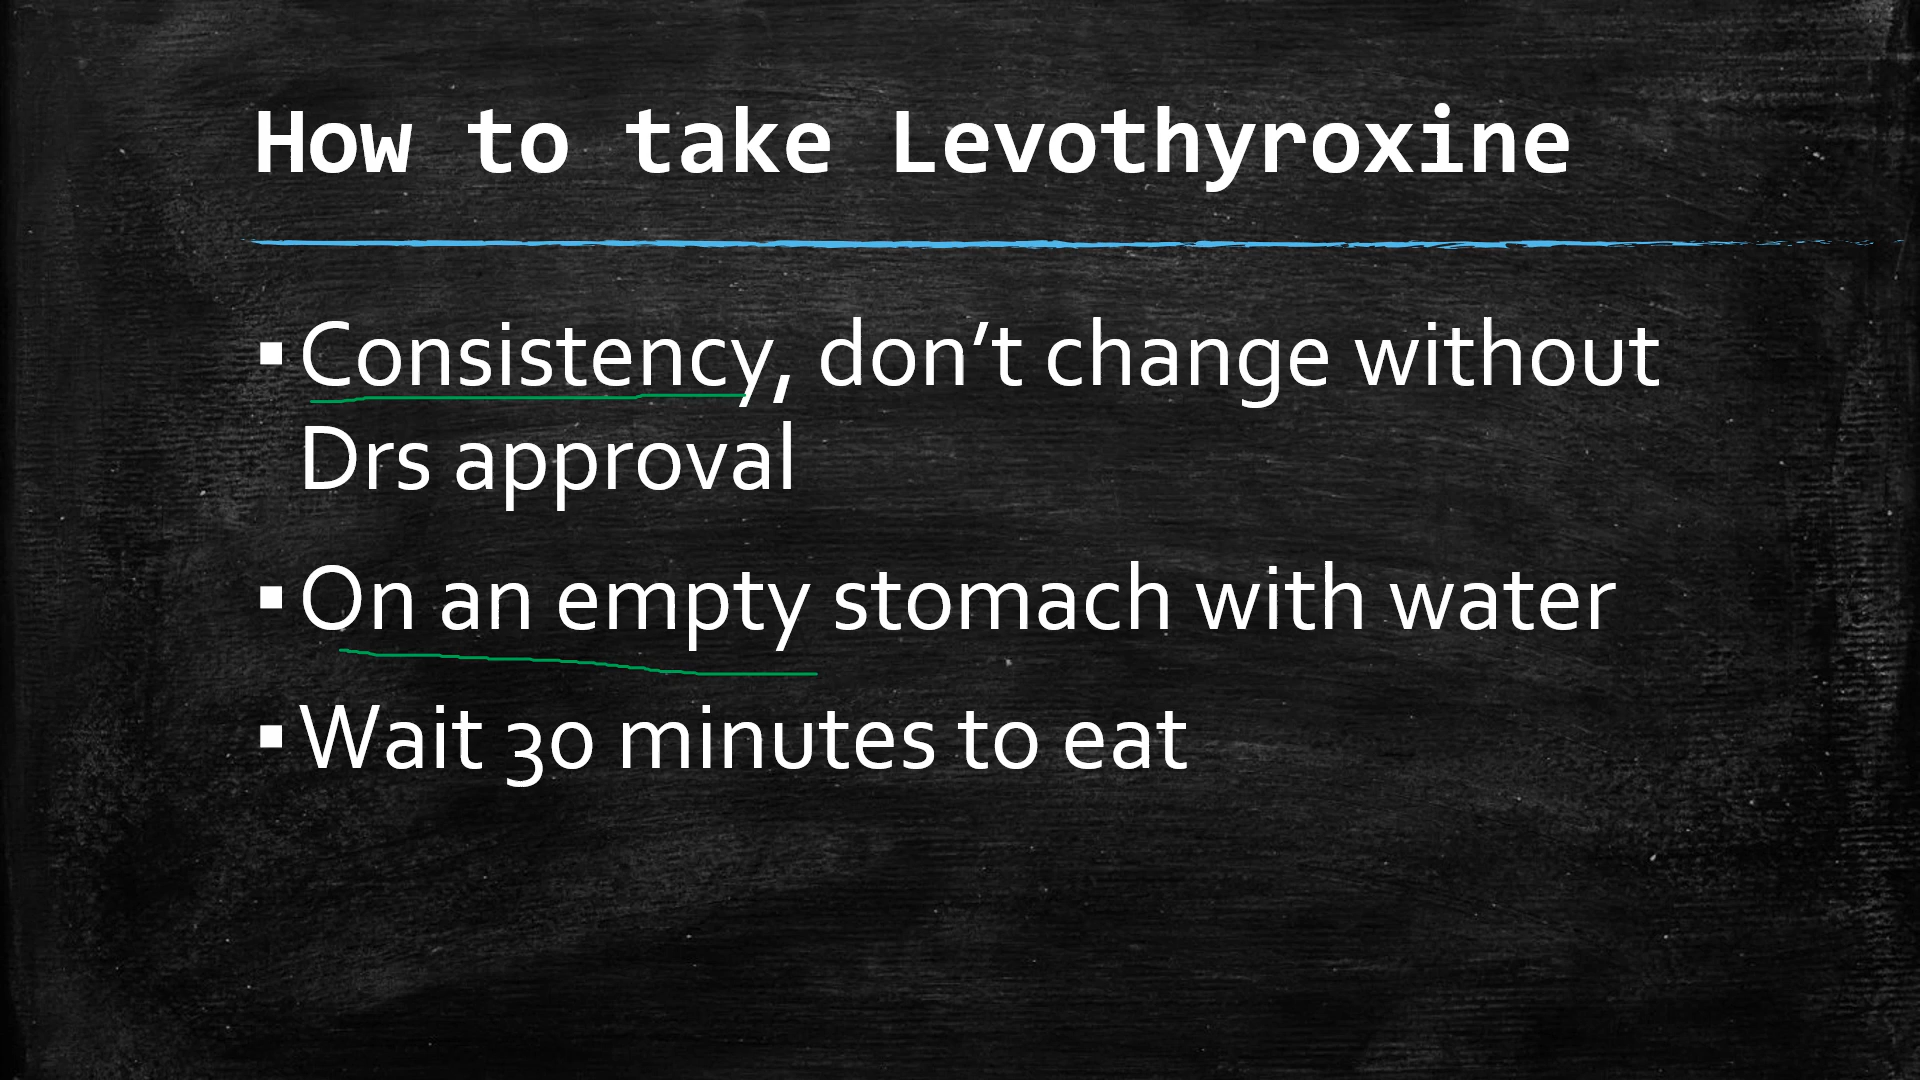 How to take Levothyroxine
▪ Consistency, don’t change without
Drs approval
▪ On an empty stomach with water
▪ Wait 30 minutes to eat